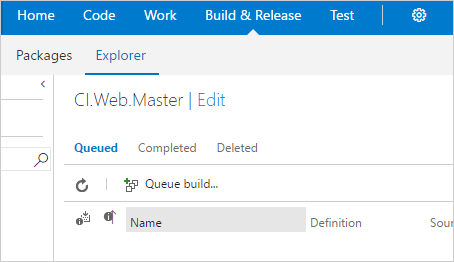 Home Code Work Build & Release Test
Packages Explorer
CI.Web.Master | Edit
Queued Completed Deleted
Queue build...
Name Definition